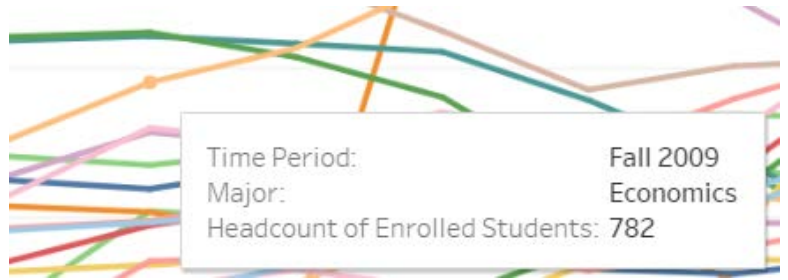 Time Period: Fall 2009
Major: Economics
Headcount of Enrolled Students: 782